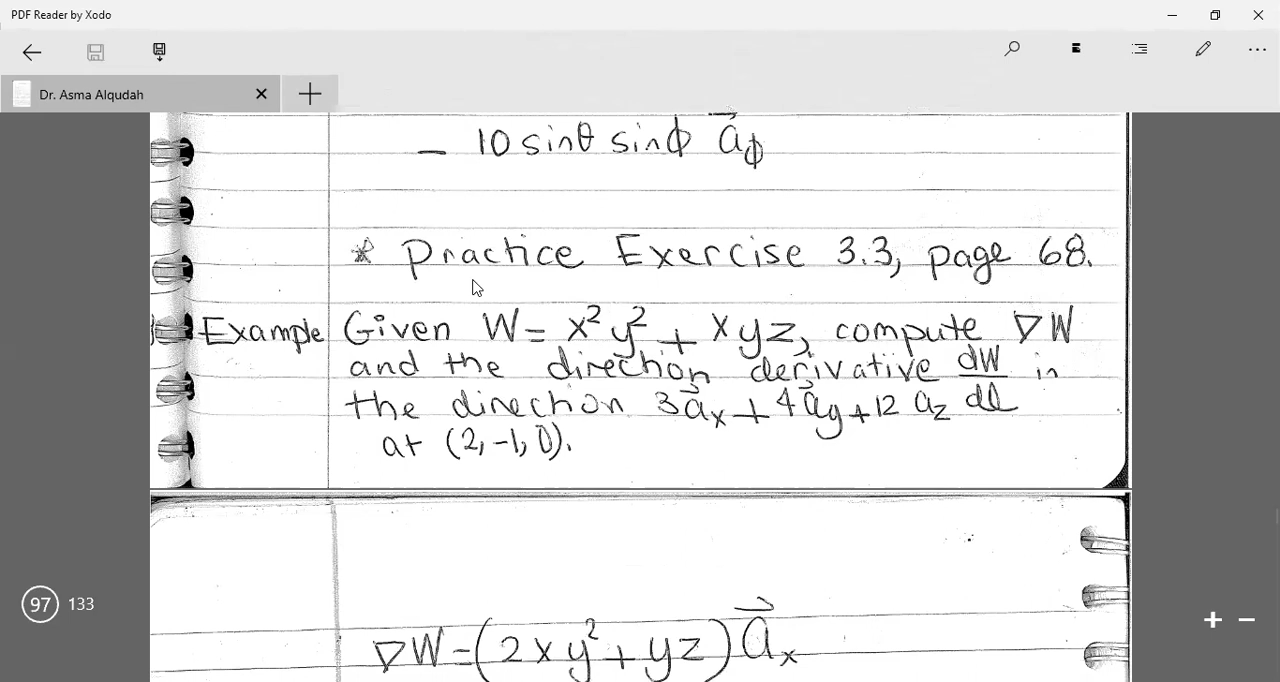 PDF Reader by Xodo
Dr. Asma Alqudah
− 10 sinθ sinϕ a⃗ϕ
* Practice Exercise 3.3, page 68.
Example Given W = x² y² + xyz, compute ∇W
and the direction derivative dW/dl in
the direction 3a⃗x + 4a⃗y + 12 az
at (2, -1, 0).
97 133
∇W = (2xy² + yz) a⃗x